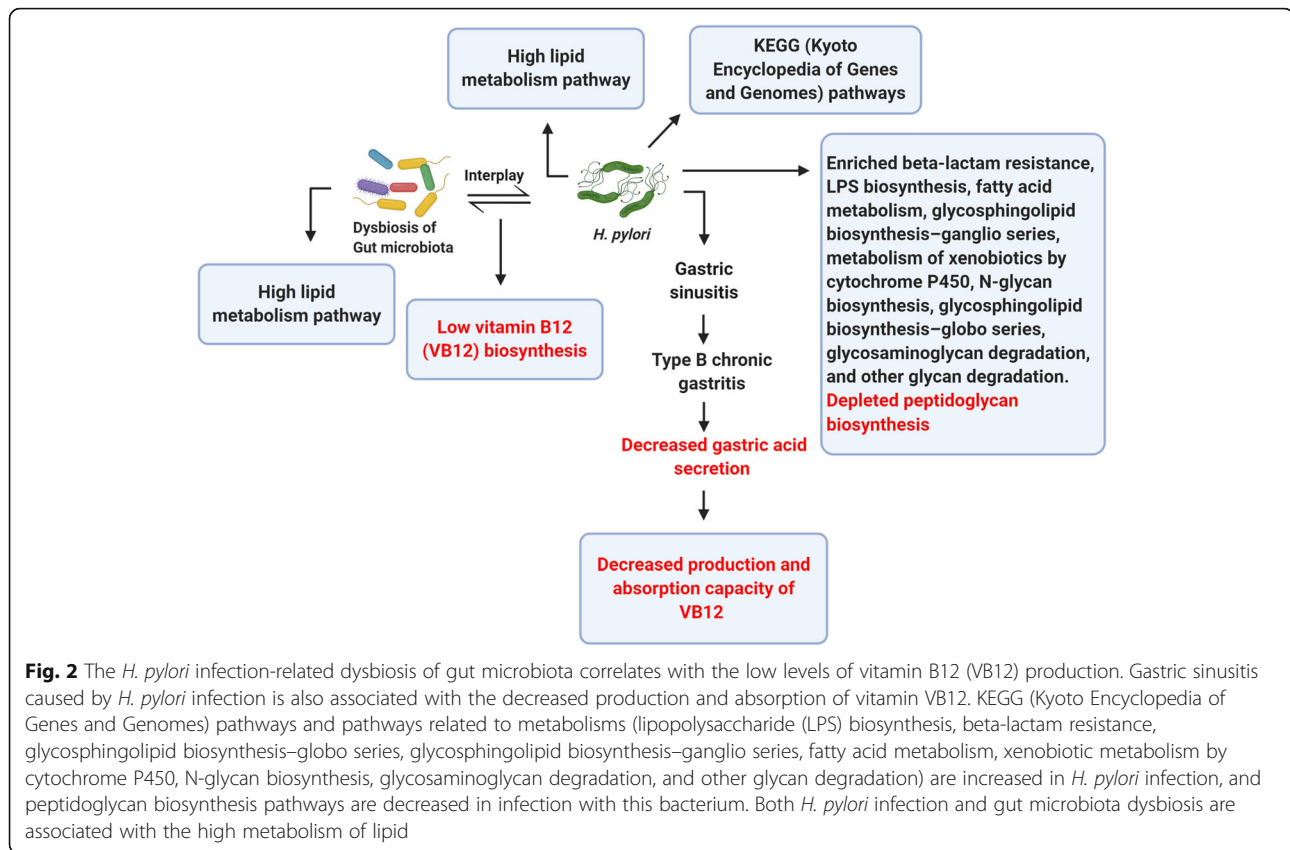 High lipid
metabolism pathway
KEGG (Kyoto
Encyclopedia of Genes
and Genomes) pathways
Interplay
Dysbiosis of
Gut microbiota
H. pylori
Enriched beta-lactam resistance,
LPS biosynthesis, fatty acid
metabolism, glycosphingolipid
biosynthesis–ganglio series,
metabolism of xenobiotics by
cytochrome P450, N-glycan
biosynthesis, glycosphingolipid
biosynthesis–globo series,
glycosaminoglycan degradation,
and other glycan degradation.
Depleted peptidoglycan
biosynthesis
High lipid
metabolism pathway
Low vitamin B12
(VB12) biosynthesis
Gastric
sinusitis
Type B chronic
gastritis
Decreased gastric acid
secretion
Decreased production and
absorption capacity of
VB12
Fig. 2 The H. pylori infection-related dysbiosis of gut microbiota correlates with the low levels of vitamin B12 (VB12) production. Gastric sinusitis
caused by H. pylori infection is also associated with the decreased production and absorption of vitamin VB12. KEGG (Kyoto Encyclopedia of
Genes and Genomes) pathways and pathways related to metabolisms (lipopolysaccharide (LPS) biosynthesis, beta-lactam resistance,
glycosphingolipid biosynthesis–globo series, glycosphingolipid biosynthesis–ganglio series, fatty acid metabolism, xenobiotic metabolism by
cytochrome P450, N-glycan biosynthesis, glycosaminoglycan degradation, and other glycan degradation) are increased in H. pylori infection, and
peptidoglycan biosynthesis pathways are decreased in infection with this bacterium. Both H. pylori infection and gut microbiota dysbiosis are
associated with the high metabolism of lipid